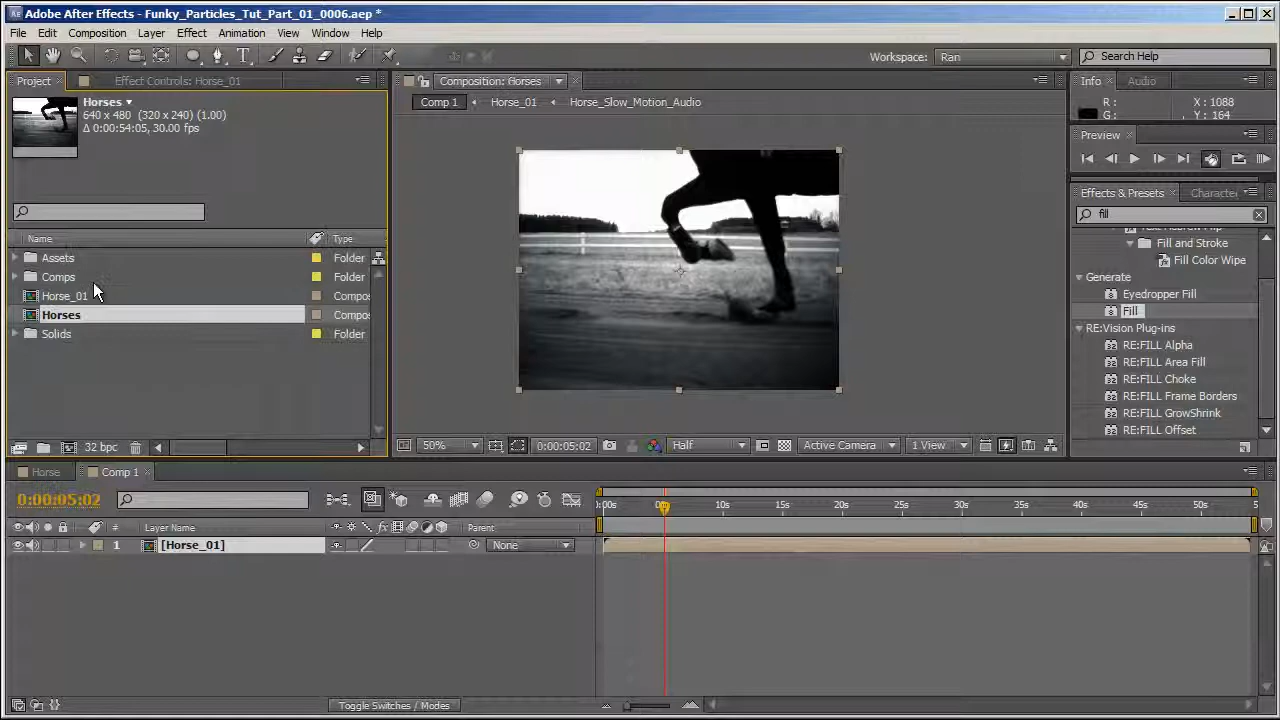 Adobe After Effects - Funky_Particles_Tut_Part_01_0006.aep *
File Edit Composition Layer Effect Animation View Window Help
Workspace: Ran Search Help
Project Effect Controls: Horse_01
Horses
640 x 480 (320 x 240) (1.00)
Δ 0:00:54:05, 30.00 fps
Name Type
Assets Folder
Comps Folder
Horse_01 Compo
Horses Compo
Solids Folder
32 bpc
Composition: Horses
Comp 1 Horse_01 Horse_Slow_Motion_Audio
50% 0:00:05:02 Half Active Camera 1 View
Info Audio
R : X : 1088
G : Y : 164
Preview
Effects & Presets Characte
fill
Fill and Stroke
Fill Color Wipe
Generate
Eyedropper Fill
Fill
RE:Vision Plug-ins
RE:FILL Alpha
RE:FILL Area Fill
RE:FILL Choke
RE:FILL Frame Borders
RE:FILL GrowShrink
RE:FILL Offset
Horse Comp 1
0:00:05:02
# Layer Name Parent
1 [Horse_01] None
:00s 10s 15s 20s 25s 30s 35s 40s 45s 50s 5
Toggle Switches / Modes